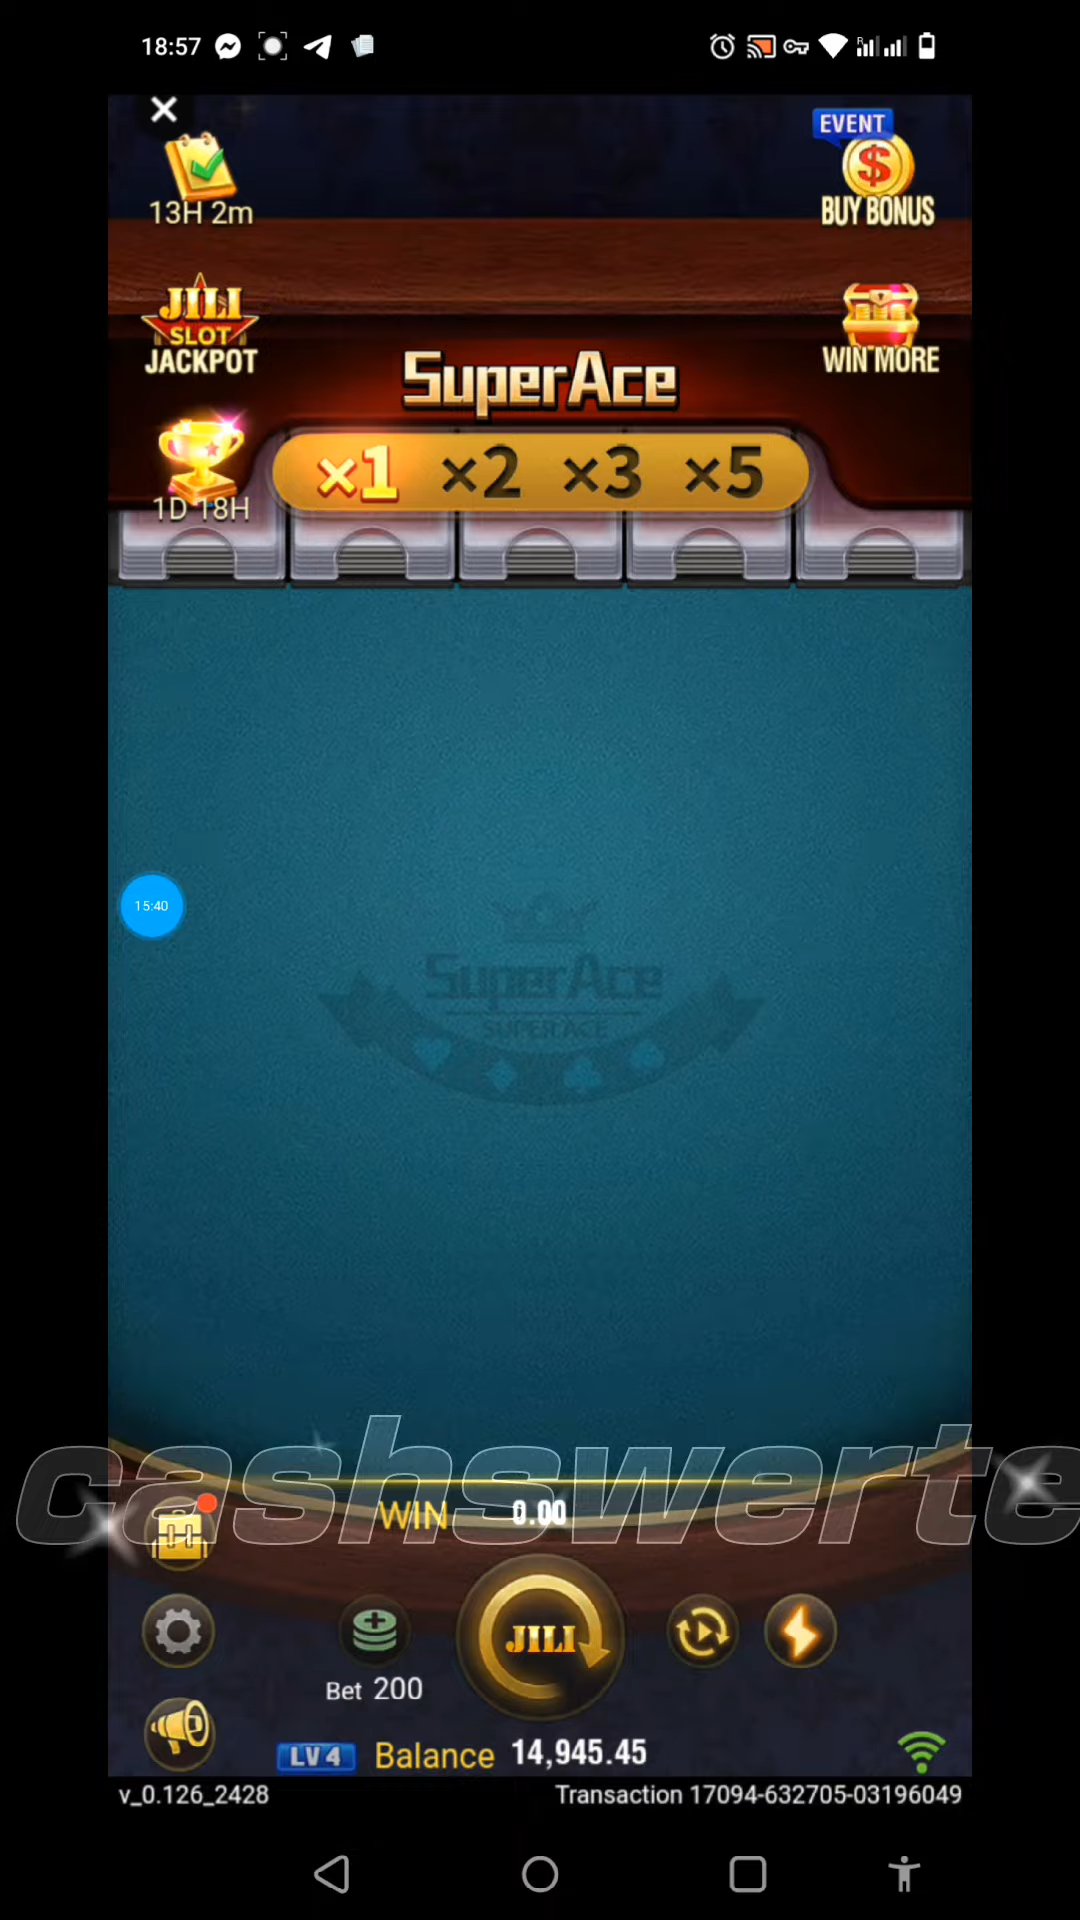 18:57
EVENT
BUY BONUS
13H 2m
JILI
SLOT
JACKPOT
WIN MORE
SuperAce
1D 18H
×1 ×2 ×3 ×5
15:40
SuperAce
SUPER ACE
cashswerte
WIN 0.00
JILI
Bet 200
LV 4 Balance 14,945.45
v_0.126_2428
Transaction 17094-632705-03196049